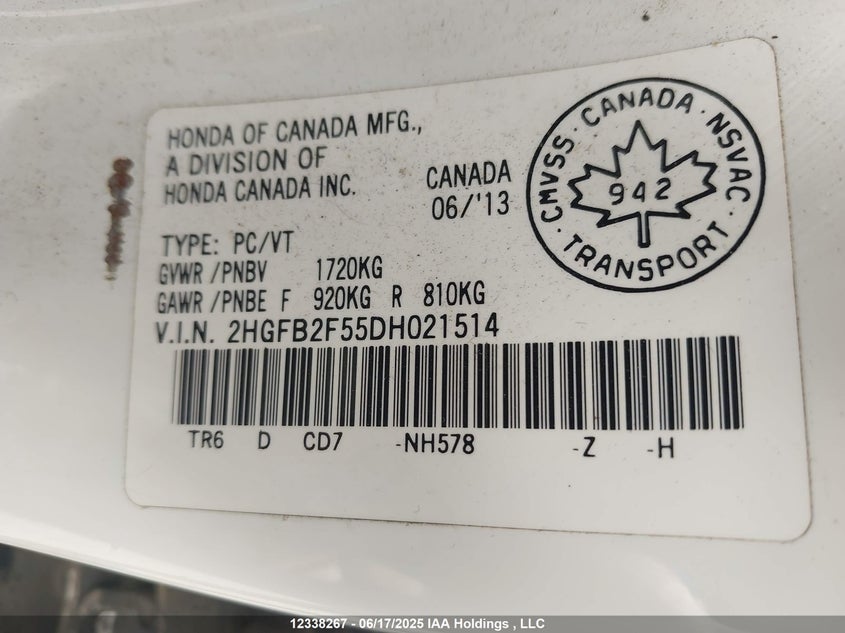 HONDA OF CANADA MFG.,
A DIVISION OF
HONDA CANADA INC.
CANADA
06/'13
CMVSS · CANADA · NSVAC · TRANSPORT ·
942
TYPE: PC/VT
GVWR /PNBV 1720KG
GAWR /PNBE F 920KG R 810KG
V.I.N. 2HGFB2F55DH021514
TR6 D CD7 -NH578 -Z -H
12338267 - 06/17/2025 IAA Holdings , LLC